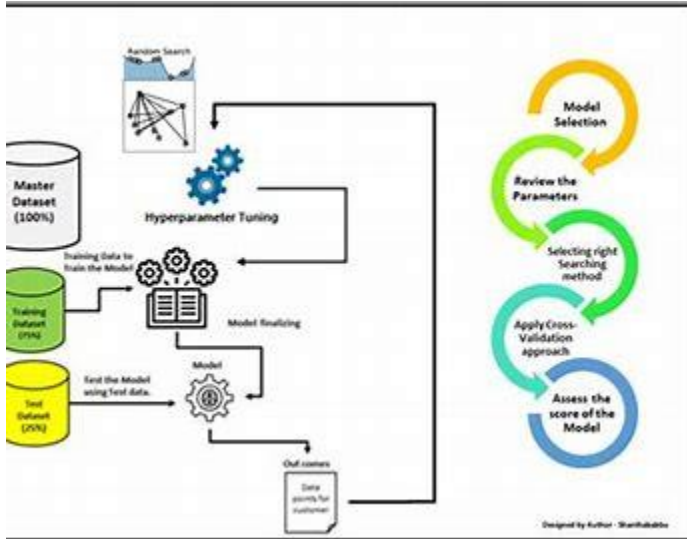 Random Search
Master
Dataset
(100%)
Hyperparameter Tuning
Training Data to
Train the Model
Training
Dataset
(75%)
Model finalizing
Model
Test the Model
using Test data.
Test
Dataset
(25%)
Out comes
Data
points for
customer
Model
Selection
Review the
Parameters
Selecting right
Searching
method
Apply Cross-
Validation
approach
Assess the
score of the
Model
Designed by Author - Shanthababu